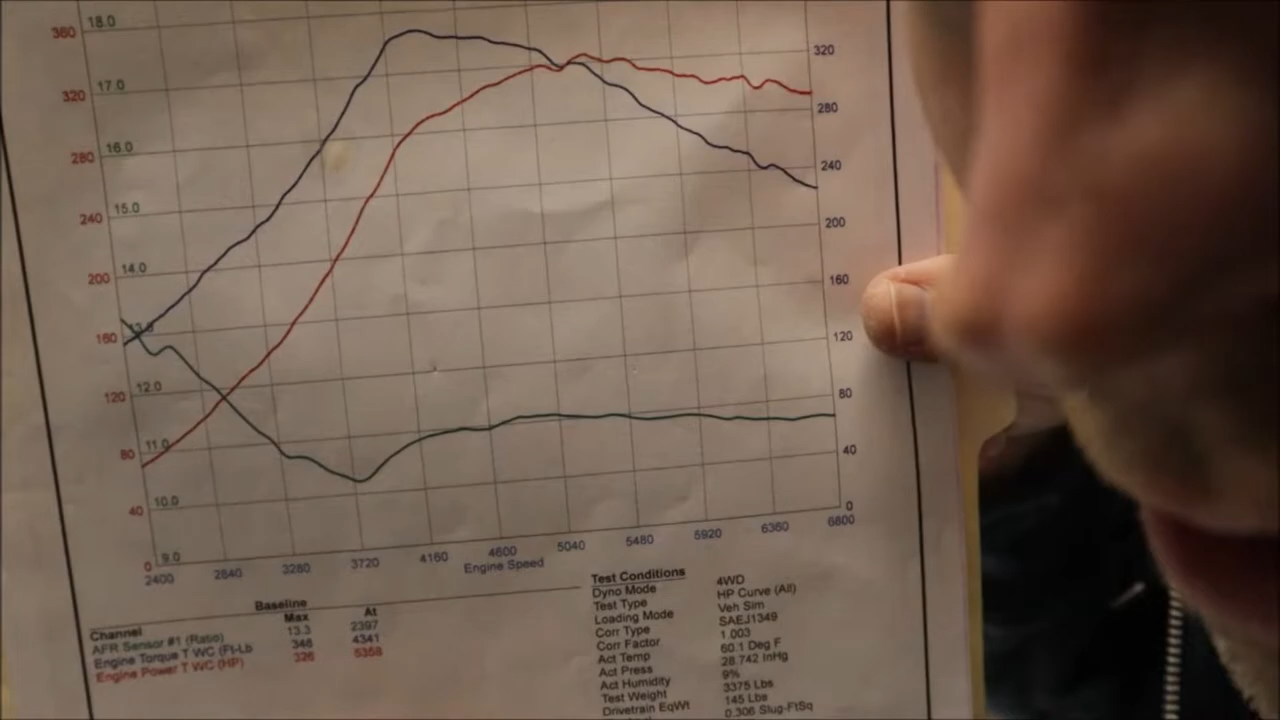 360 18.0
320 17.0
280 16.0
240 15.0
200 14.0
160 13.0
120 12.0
80 11.0
40 10.0
0 9.0
320
280
240
200
160
120
80
40
0
2400 2840 3280 3720 4160 4600 5040 5480 5920 6360 6800
Engine Speed
Baseline
Channel Max At
AFR Sensor #1 (Ratio) 13.3 2397
Engine Torque T WC (Ft-Lb 348 4341
Engine Power T WC (HP) 326 5358
Test Conditions
Dyno Mode 4WD
Test Type HP Curve (All)
Loading Mode Veh Sim
Corr Type SAEJ1349
Corr Factor 1.003
Act Temp 60.1 Deg F
Act Press 28.742 InHg
Act Humidity 9%
Test Weight 3375 Lbs
Drivetrain EqWt 145 Lbs
0.306 Slug-FtSq